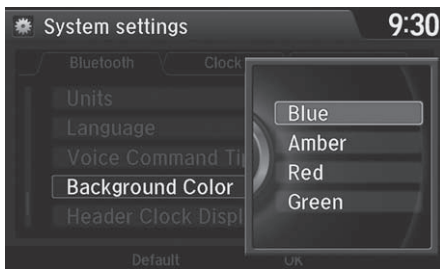 System settings
9:30
Bluetooth
Clock
Units
Language
Voice Command Ti
Background Color
Header Clock Displ
Blue
Amber
Red
Green
Default
OK